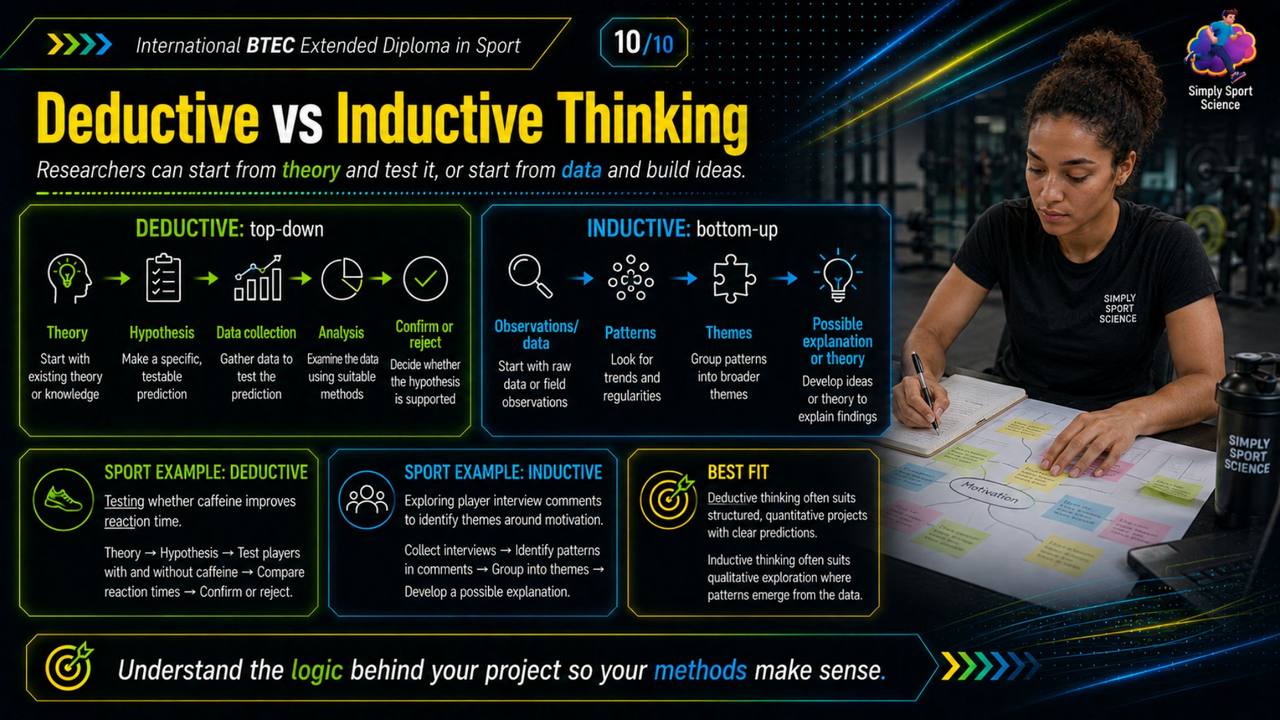 International BTEC Extended Diploma in Sport
10/10
Simply Sport
Science
Deductive vs Inductive Thinking
Researchers can start from theory and test it, or start from data and build ideas.
DEDUCTIVE: top-down
Theory
Start with
existing theory
or knowledge
Hypothesis
Make a specific,
testable
prediction
Data collection
Gather data to
test the
prediction
Analysis
Examine the data
using suitable
methods
Confirm or
reject
Decide whether
the hypothesis
is supported
INDUCTIVE: bottom-up
Observations/
data
Start with raw
data or field
observations
Patterns
Look for
trends and
regularities
Themes
Group patterns
into broader
themes
Possible
explanation
or theory
Develop ideas
or theory to
explain findings
SIMPLY
SPORT
SCIENCE
SPORT EXAMPLE: DEDUCTIVE
Testing whether caffeine improves
reaction time.
Theory → Hypothesis → Test players
with and without caffeine → Compare
reaction times → Confirm or reject.
SPORT EXAMPLE: INDUCTIVE
Exploring player interview comments
to identify themes around motivation.
Collect interviews → Identify patterns
in comments → Group into themes →
Develop a possible explanation.
BEST FIT
Deductive thinking often suits
structured, quantitative projects
with clear predictions.
Inductive thinking often suits
qualitative exploration where
patterns emerge from the data.
Motivation
SIMPLY
SPORT
SCIENCE
Understand the logic behind your project so your methods make sense.